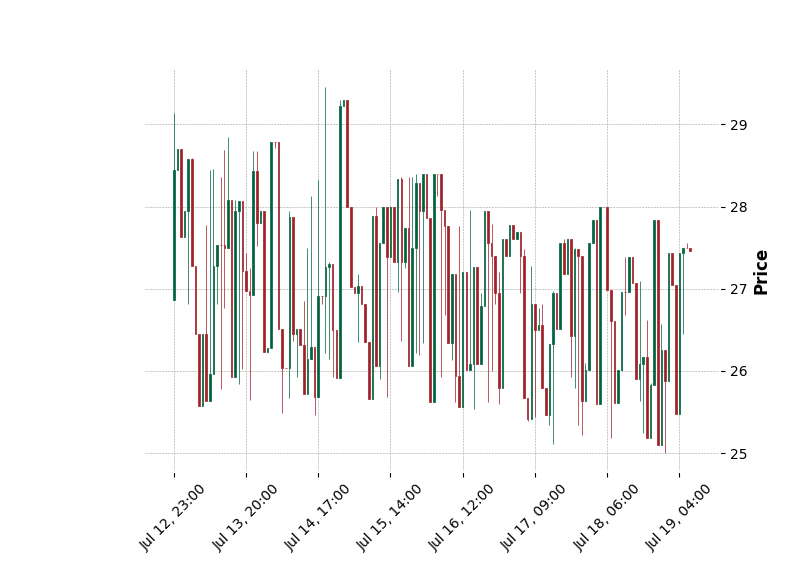 29
28
27
26
25
Price
Jul 12, 23:00
Jul 13, 20:00
Jul 14, 17:00
Jul 15, 14:00
Jul 16, 12:00
Jul 17, 09:00
Jul 18, 06:00
Jul 19, 04:00